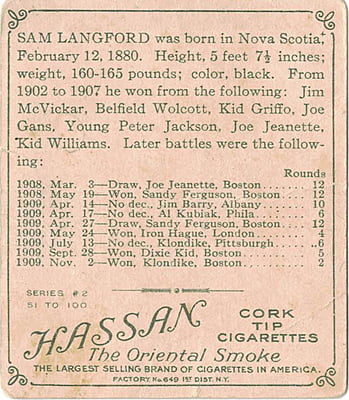 SAM LANGFORD was born in Nova Scotia,
February 12, 1880. Height, 5 feet 7½ inches;
weight, 160-165 pounds; color, black. From
1902 to 1907 he won from the following: Jim
McVickar, Belfield Wolcott, Kid Griffo, Joe
Gans, Young Peter Jackson, Joe Jeanette,
Kid Williams. Later battles were the follow-
ing:
Rounds
1908, Mar. 3—Draw, Joe Jeanette, Boston........ 12
1908, May 19—Won, Sandy Ferguson, Boston.... 12
1909, Apr. 14—No dec., Jim Barry, Albany...... 10
1909, Apr. 17—No dec., Al Kubiak, Phila....... 6
1909, Apr. 27—Draw, Sandy Ferguson, Boston... 12
1909, May 24—Won, Iron Hague, London....... 4
1909, July 13—No dec., Klondike, Pittsburgh....6
1909, Sept. 28—Won, Dixie Kid, Boston......... 5
1909, Nov. 2—Won, Klondike, Boston.......... 2
SERIES #2
51 TO 100
HASSAN
CORK
TIP
CIGARETTES
The Oriental Smoke
THE LARGEST SELLING BRAND OF CIGARETTES IN AMERICA.
FACTORY No 649 1ST DIST. N.Y.